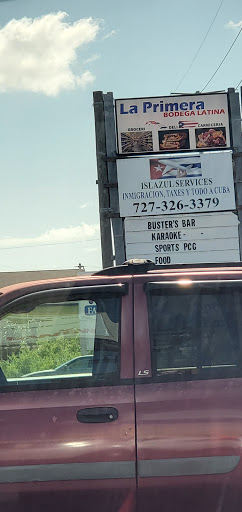 La Primera
BODEGA LATINA
GROCERY DELI CARNICERIA
ISLAZUL SERVICES
INMIGRACION, TAXES Y TODO A CUBA
727-326-3379
BUSTER'S BAR
KARAOKE-
SPORTS PCG
FOOD
LS